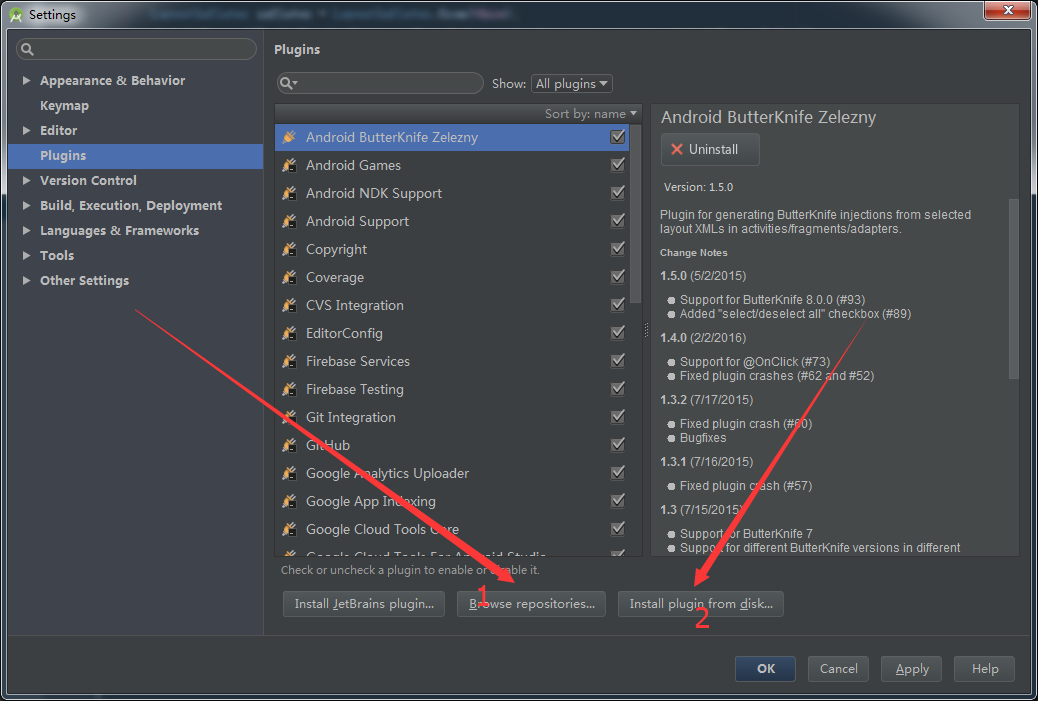 Settings
Plugins
Appearance & Behavior
Keymap
Editor
Plugins
Version Control
Build, Execution, Deployment
Languages & Frameworks
Tools
Other Settings
Show: All plugins
Sort by: name
Android ButterKnife Zelezny
Android Games
Android NDK Support
Android Support
Copyright
Coverage
CVS Integration
EditorConfig
Firebase Services
Firebase Testing
Git Integration
GitHub
Google Analytics Uploader
Google App Indexing
Google Cloud Tools Core
Google Cloud Tools For Android Studio
Check or uncheck a plugin to enable or disable it.
Install JetBrains plugin...
Browse repositories...
Install plugin from disk...
1
2
Android ButterKnife Zelezny
Uninstall
Version: 1.5.0
Plugin for generating ButterKnife injections from selected
layout XMLs in activities/fragments/adapters.
Change Notes
1.5.0 (5/2/2015)
Support for ButterKnife 8.0.0 (#93)
Added "select/deselect all" checkbox (#89)
1.4.0 (2/2/2016)
Support for @OnClick (#73)
Fixed plugin crashes (#62 and #52)
1.3.2 (7/17/2015)
Fixed plugin crash (#60)
Bugfixes
1.3.1 (7/16/2015)
Fixed plugin crash (#57)
1.3 (7/15/2015)
Support for ButterKnife 7
Support for different ButterKnife versions in different
OK
Cancel
Apply
Help